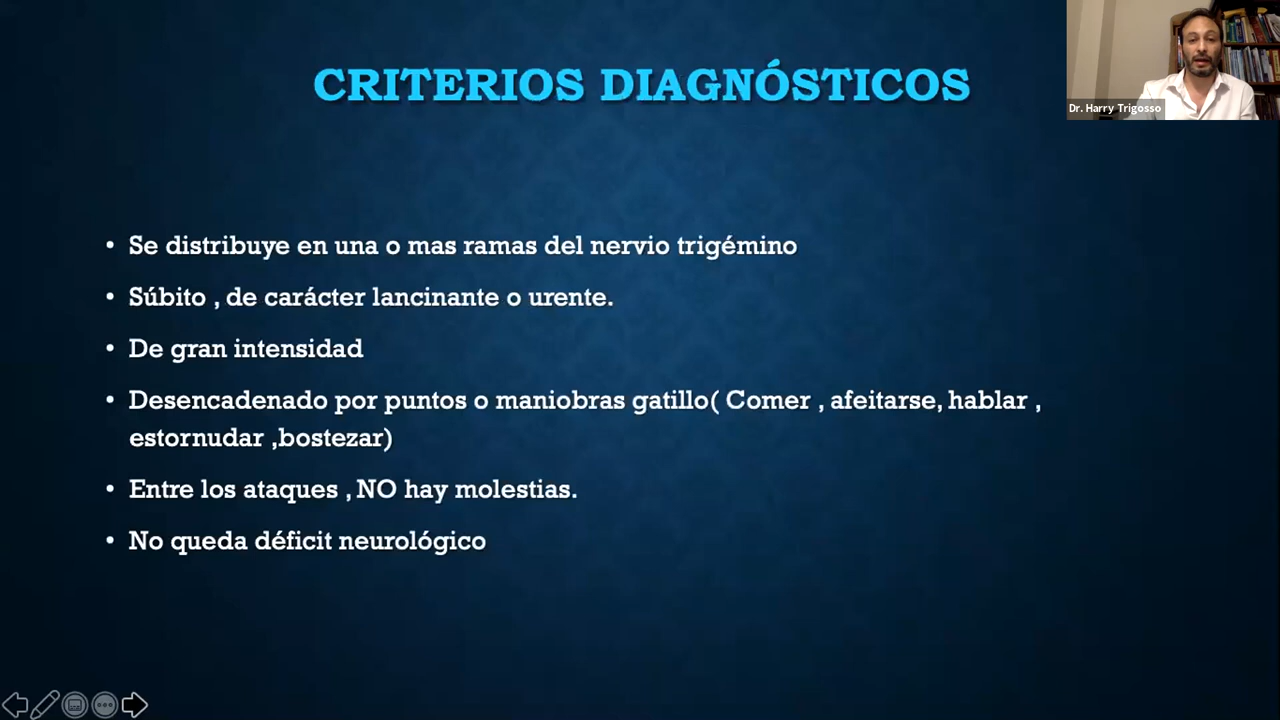 CRITERIOS DIAGNÓSTICOS
Dr. Harry Trigosso
• Se distribuye en una o mas ramas del nervio trigémino
• Súbito , de carácter lancinante o urente.
• De gran intensidad
• Desencadenado por puntos o maniobras gatillo( Comer , afeitarse, hablar ,
estornudar ,bostezar)
• Entre los ataques , NO hay molestias.
• No queda déficit neurológico